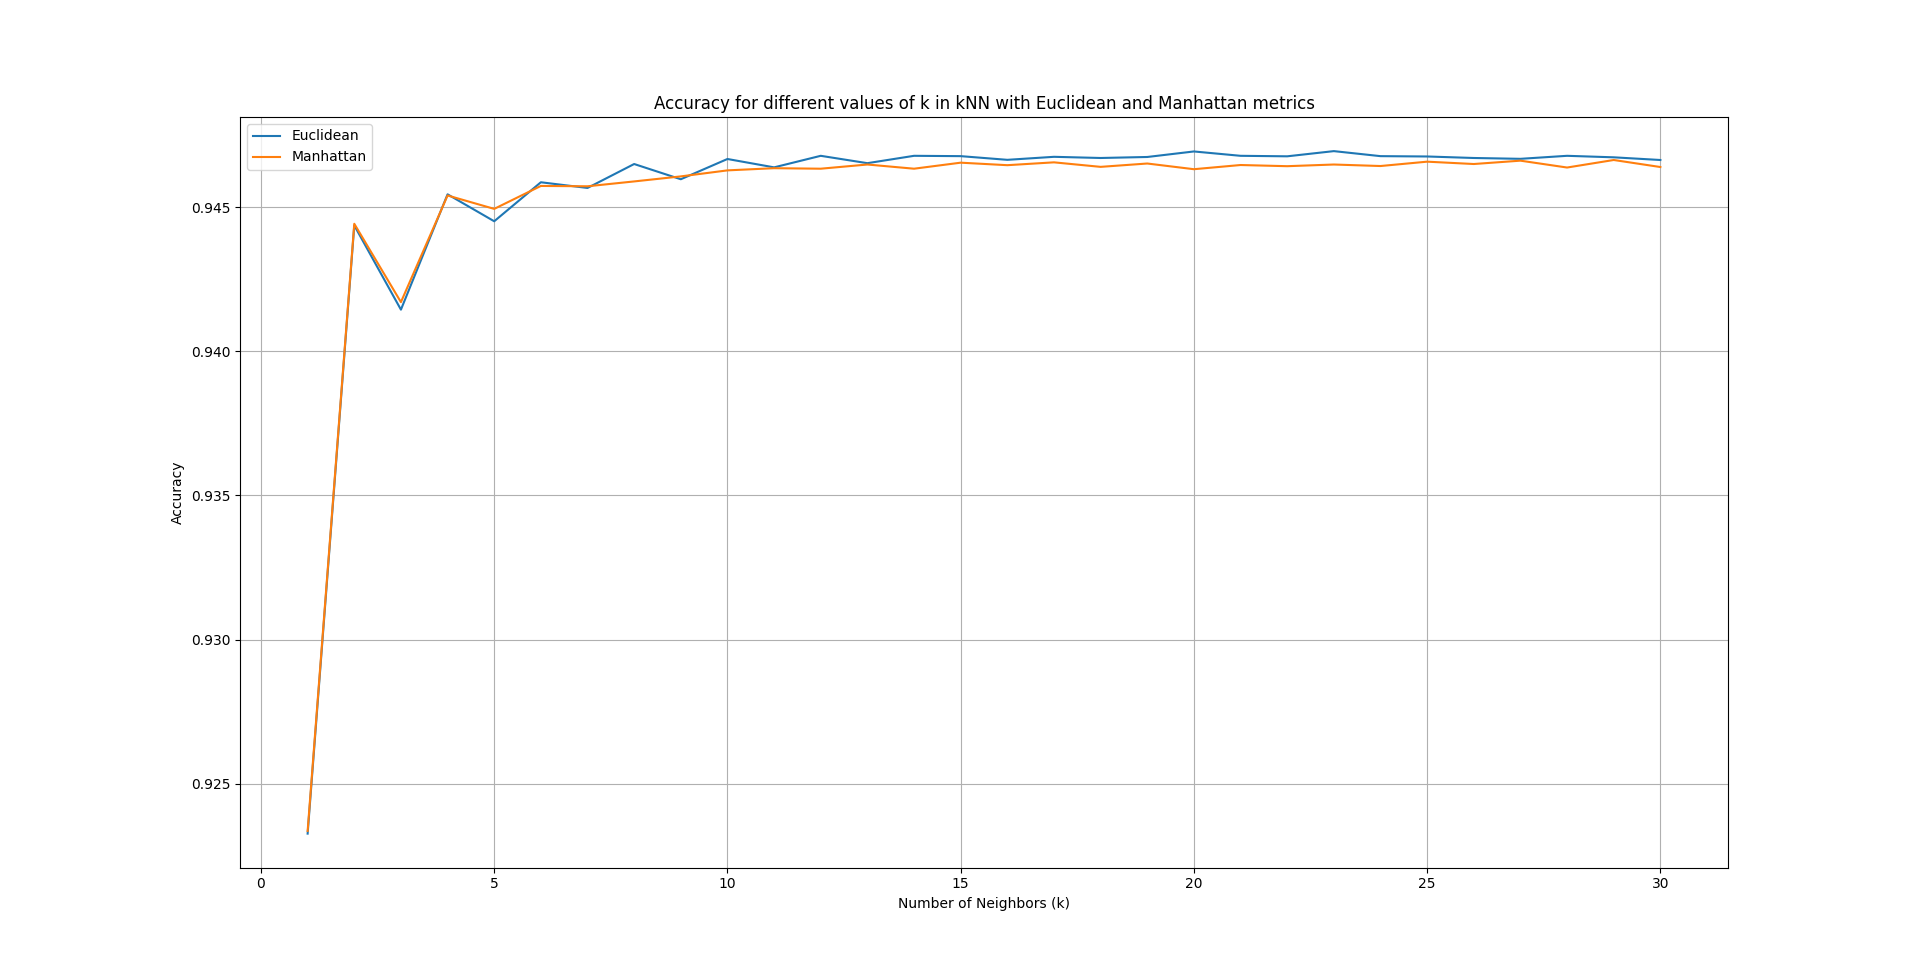 Accuracy for different values of k in kNN with Euclidean and Manhattan metrics
Euclidean
Manhattan
0.945
0.940
0.935
0.930
0.925
Accuracy
0 5 10 15 20 25 30
Number of Neighbors (k)